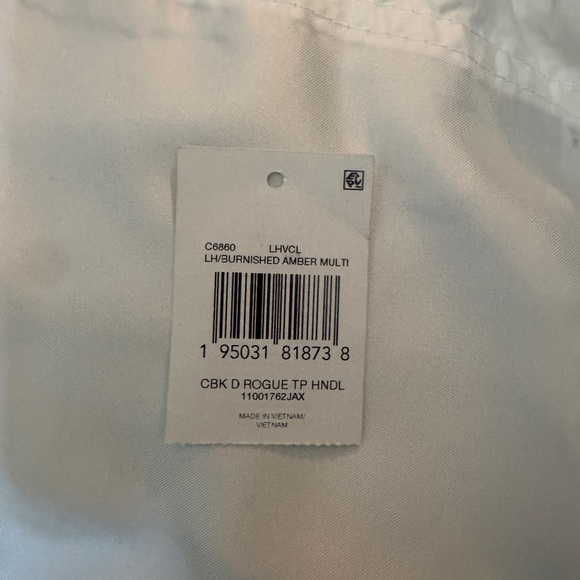 C6860 LHVCL
LH/BURNISHED AMBER MULTI
1 95031 81873 8
CBK D ROGUE TP HNDL
11001762JAX
MADE IN VIETNAM/
VIETNAM